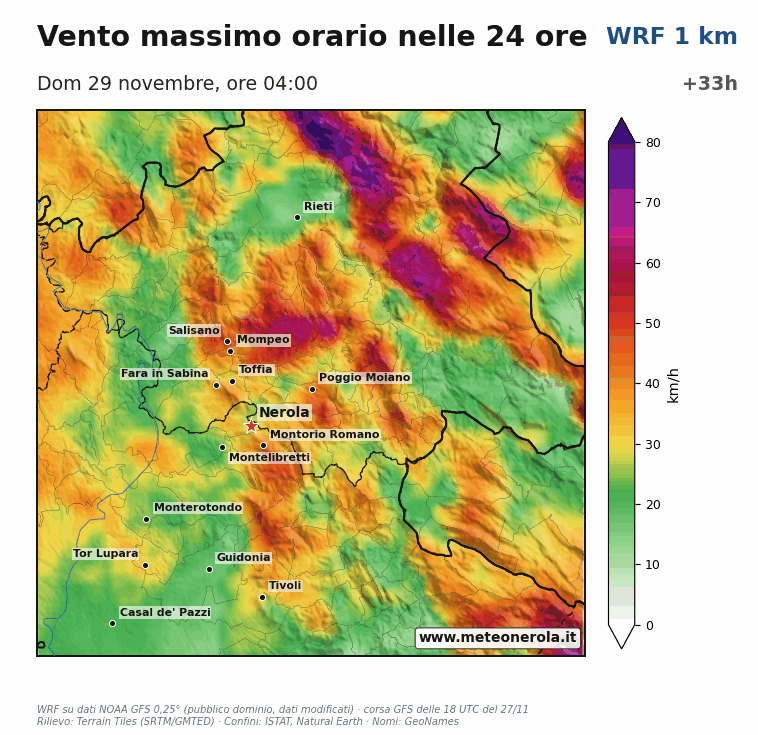 Vento massimo orario nelle 24 ore WRF 1 km
Dom 29 novembre, ore 04:00 +33h
Rieti
Salisano
Mompeo
Fara in Sabina
Toffia
Poggio Moiano
Nerola
Montorio Romano
Montelibretti
Monterotondo
Tor Lupara
Guidonia
Tivoli
Casal de' Pazzi
www.meteonerola.it
80
70
60
50
40
30
20
10
0
km/h
WRF su dati NOAA GFS 0,25° (pubblico dominio, dati modificati) · corsa GFS delle 18 UTC del 27/11
Rilievo: Terrain Tiles (SRTM/GMTED) · Confini: ISTAT, Natural Earth · Nomi: GeoNames